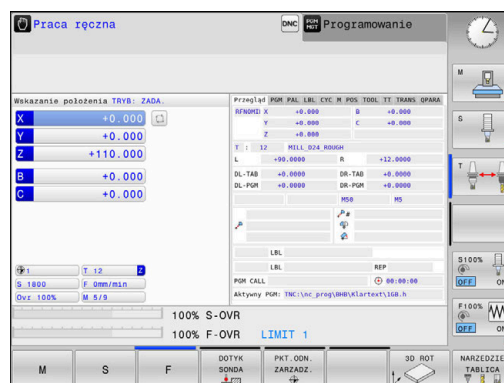 Praca ręczna
DNC
PGM MGT
Programowanie
Wskazanie położenia TRYB: ZADA.
X +0.000
Y +0.000
Z +110.000
B +0.000
C +0.000
1
T 12 Z
S 1800 F 0mm/min
Ovr 100% M 5/9
Przegląd PGM PAL LBL CYC M POS TOOL TT TRANS QPARA
RFNOMI X +0.000 B +0.000
Y +0.000 C +0.000
Z +0.000
T : 12 MILL_D24_ROUGH
L +90.0000 R +12.0000
DL-TAB +0.0000 DR-TAB +0.0000
DL-PGM +0.0000 DR-PGM +0.0000
M50 M5
P#
LBL
LBL REP
PGM CALL 00:00:00
Aktywny PGM: TNC:\nc_prog\BHB\Klartext\1GB.h
100% S-OVR
100% F-OVR LIMIT 1
M
S
T
S100%
OFF ON
F100%
OFF ON
M
S
F
DOTYK SONDA
PKT.ODN. ZARZADZ.
3D ROT
NARZEDZIE TABLICA